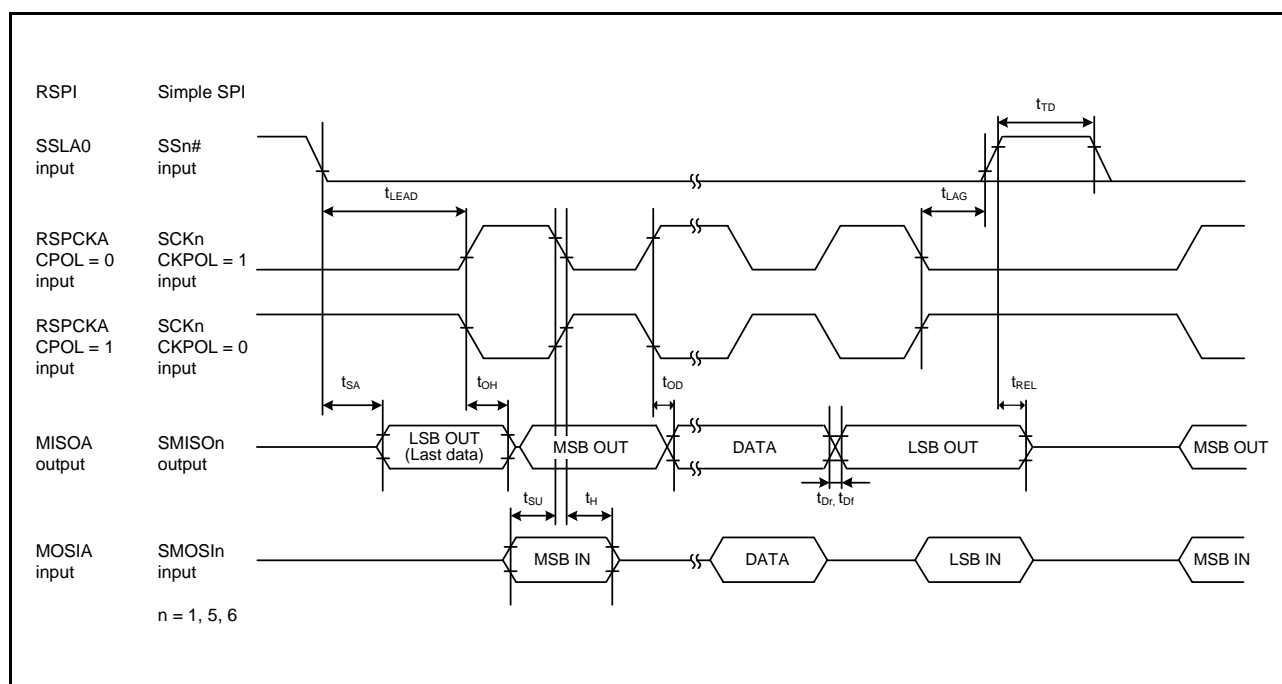 RSPI Simple SPI
tTD
SSLA0 SSn#
input input
tLEAD tLAG
RSPCKA SCKn
CPOL = 0 CKPOL = 1
input input
RSPCKA SCKn
CPOL = 1 CKPOL = 0
input input
tSA tOH tOD tREL
MISOA SMISOn
output output
LSB OUT
(Last data)
MSB OUT DATA LSB OUT MSB OUT
tSU tH tDr, tDf
MOSIA SMOSIn
input input
MSB IN DATA LSB IN MSB IN
n = 1, 5, 6